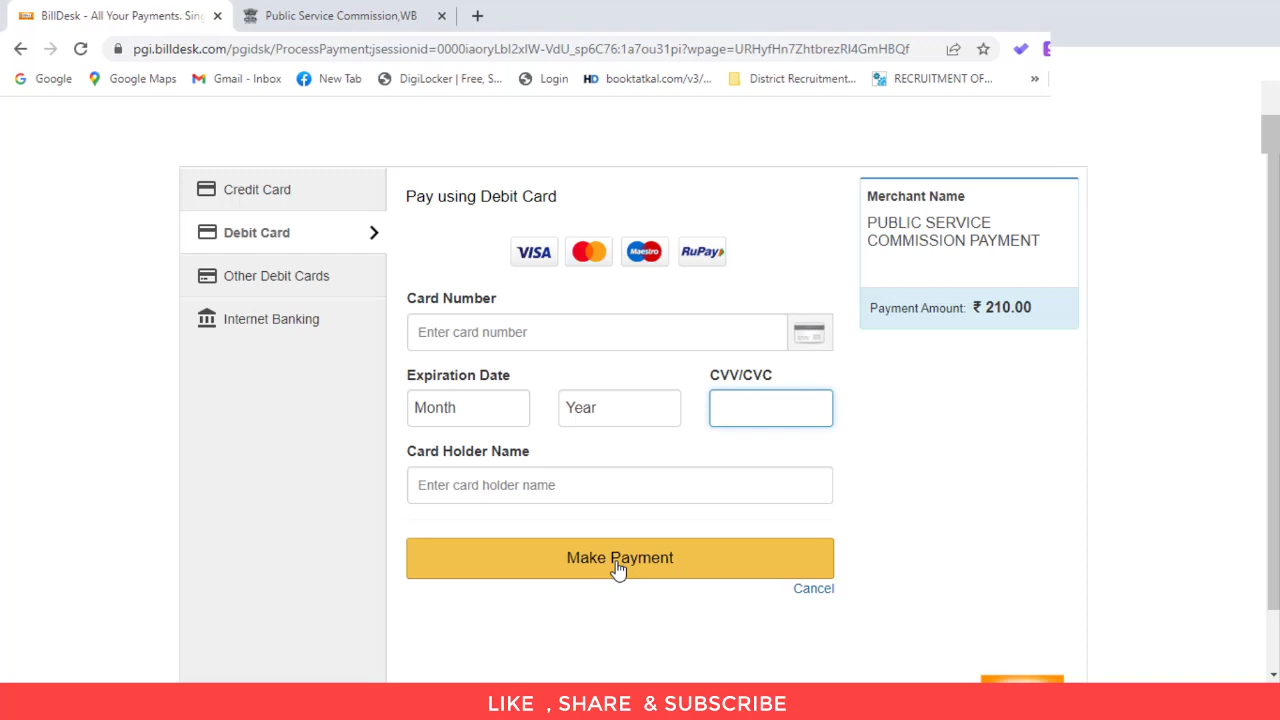 BillDesk - All Your Payments. Sing
Public Service Commission,WB
pgi.billdesk.com/pgidsk/ProcessPayment;jsessionid=0000iaoryLbl2xIW-VdU_sp6C76:1a7ou31pi?wpage=URHyfHn7ZhtbrezRl4GmHBQf
Google
Google Maps
Gmail - Inbox
New Tab
DigiLocker | Free, S...
Login
HD booktatkal.com/v3/...
District Recruitment...
RECRUITMENT OF...
»
Credit Card
Debit Card
Other Debit Cards
Internet Banking
Pay using Debit Card
VISA
Maestro
RuPay
Card Number
Enter card number
Expiration Date
CVV/CVC
Month
Year
Card Holder Name
Enter card holder name
Make Payment
Cancel
Merchant Name
PUBLIC SERVICE
COMMISSION PAYMENT
Payment Amount: ₹ 210.00
LIKE , SHARE & SUBSCRIBE